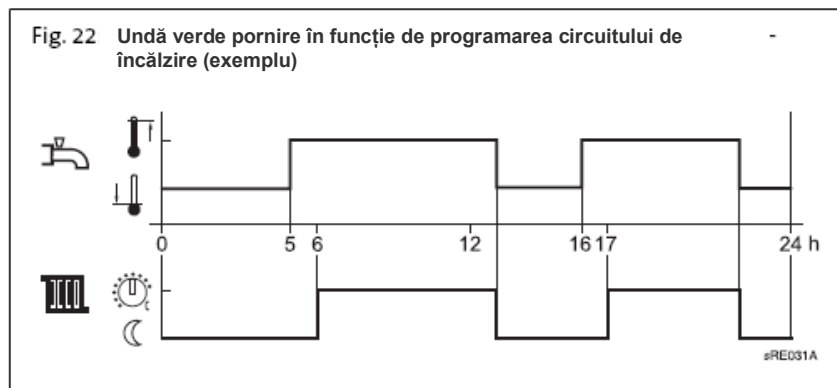 Fig. 22 Undă verde pornire în funcție de programarea circuitului de -
încălzire (exemplu)
0 5 6 12 16 17 24 h
sRE031A